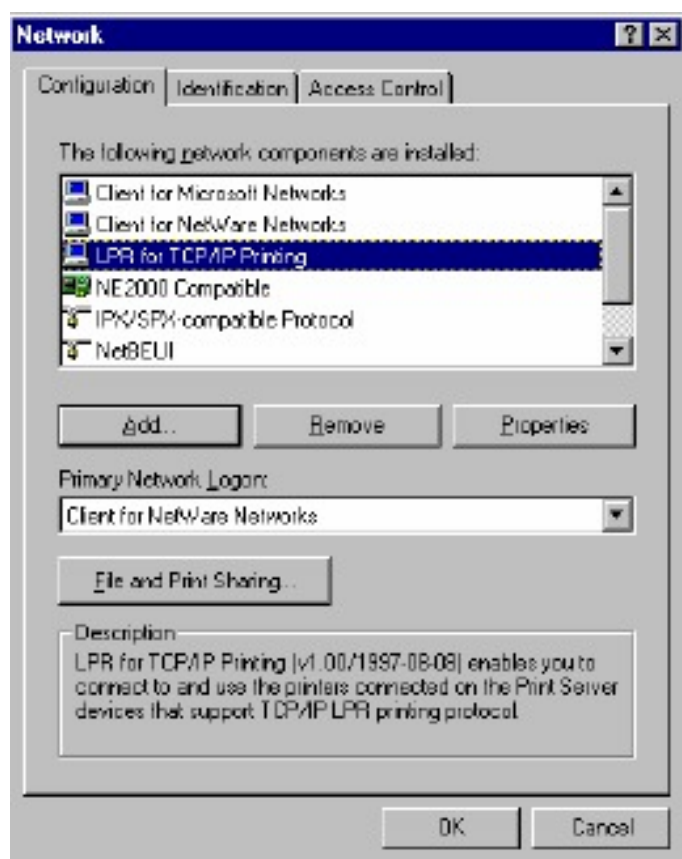 Network
Configuration Identification Access Control
The following network components are installed:
Client for Microsoft Networks
Client for NetWare Networks
LPR for TCP/IP Printing
NE2000 Compatible
IPX/SPX-compatible Protocol
NetBEUI
Add... Remove Properties
Primary Network Logon:
Client for NetWare Networks
File and Print Sharing...
Description
LPR for TCP/IP Printing (v1.00/1997-08-08) enables you to
connect to and use the printers connected on the Print Server
devices that support TCP/IP LPR printing protocol.
OK Cancel